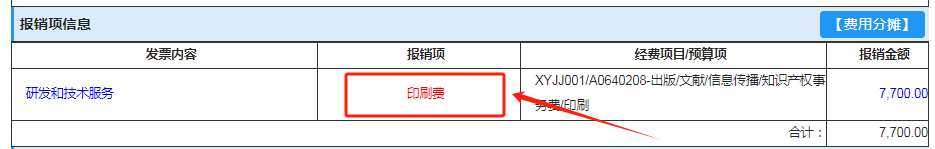 报销项信息
【费用分摊】
发票内容 报销项 经费项目/预算项 报销金额
研发和技术服务 印刷费 XYJJ001/A0640208-出版/文献/信息传播/知识产权事 7,700.00
务费/印刷
合计： 7,700.00